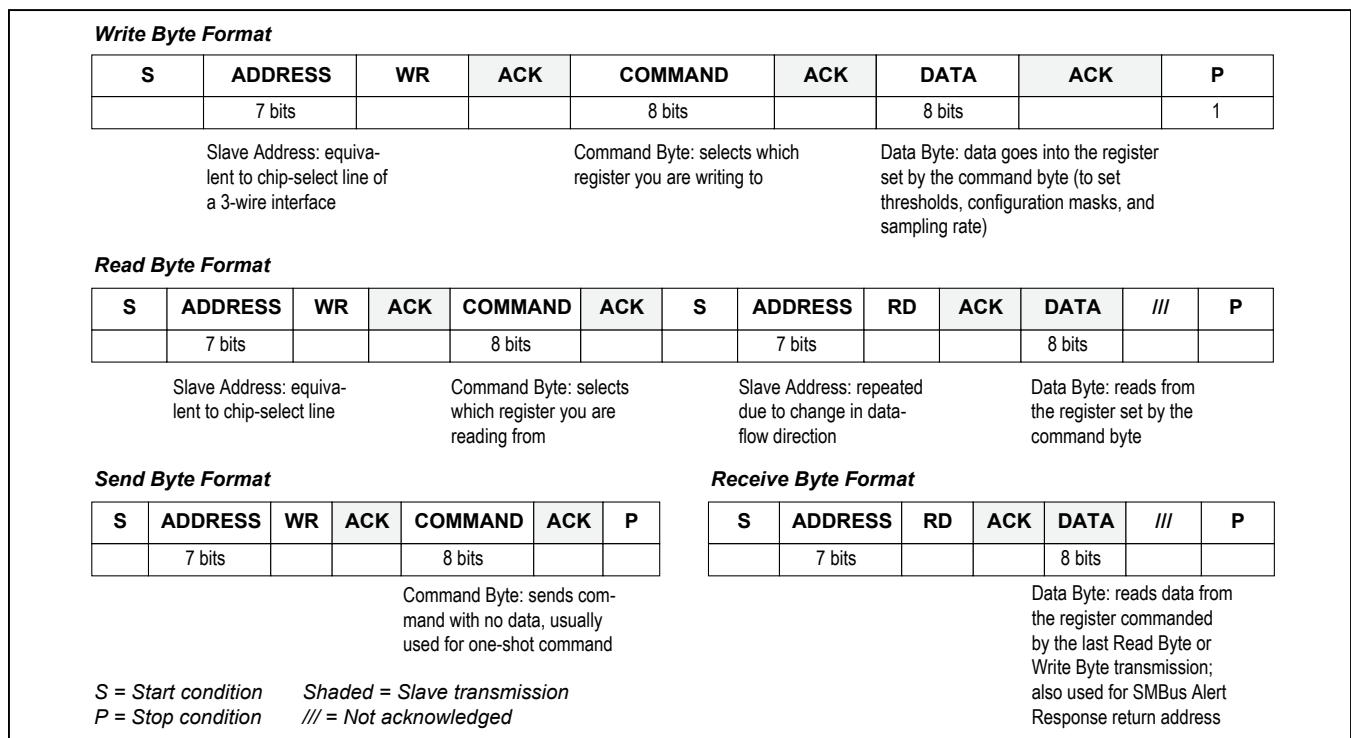 Write Byte Format
S ADDRESS WR ACK COMMAND ACK DATA ACK P
7 bits 8 bits 8 bits 1
Slave Address: equiva-
lent to chip-select line of
a 3-wire interface
Command Byte: selects which
register you are writing to
Data Byte: data goes into the register
set by the command byte (to set
thresholds, configuration masks, and
sampling rate)
Read Byte Format
S ADDRESS WR ACK COMMAND ACK S ADDRESS RD ACK DATA /// P
7 bits 8 bits 7 bits 8 bits
Slave Address: equiva-
lent to chip-select line
Command Byte: selects
which register you are
reading from
Slave Address: repeated
due to change in data-
flow direction
Data Byte: reads from
the register set by the
command byte
Send Byte Format
S ADDRESS WR ACK COMMAND ACK P
7 bits 8 bits
Command Byte: sends com-
mand with no data, usually
used for one-shot command
Receive Byte Format
S ADDRESS RD ACK DATA /// P
7 bits 8 bits
Data Byte: reads data from
the register commanded
by the last Read Byte or
Write Byte transmission;
also used for SMBus Alert
Response return address
S = Start condition Shaded = Slave transmission
P = Stop condition /// = Not acknowledged